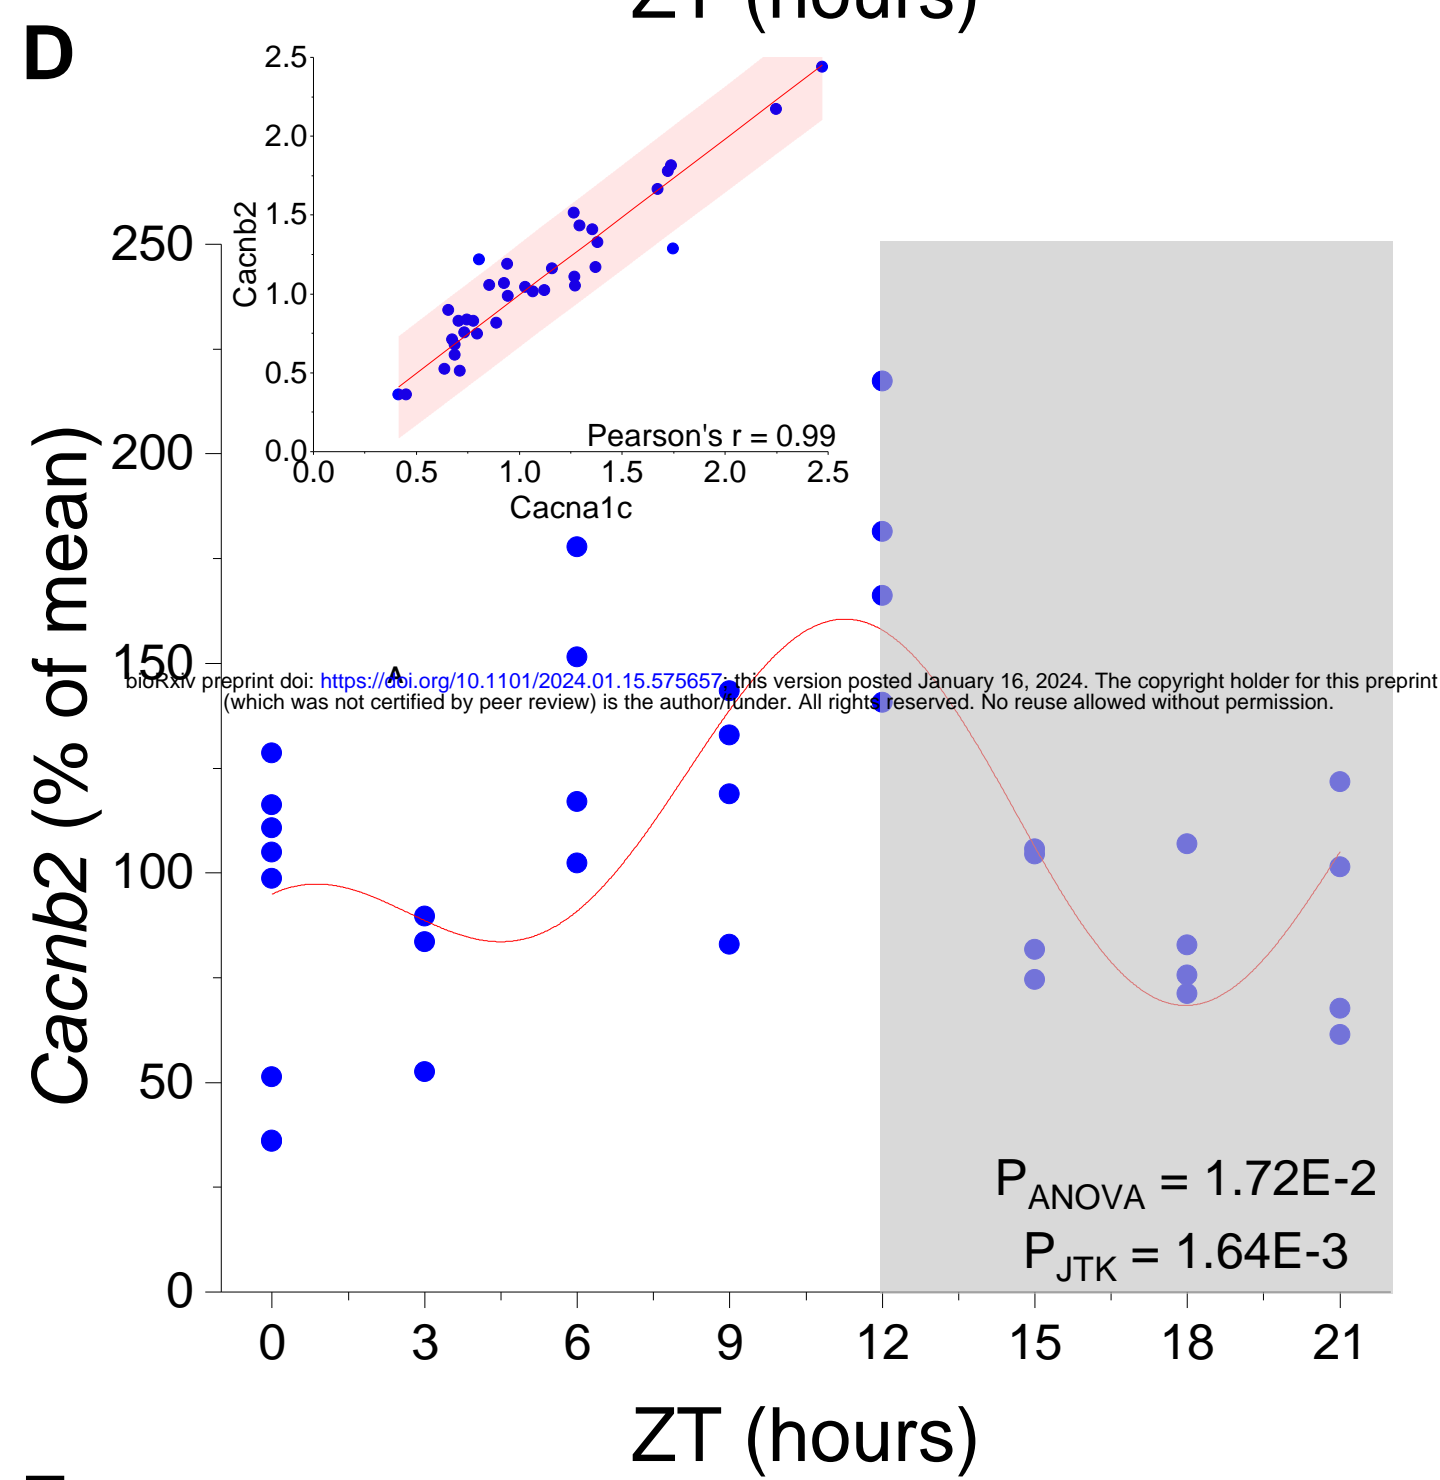 ZT (hours)
D
2.5
2.0
1.5
1.0
0.5
0.0
Cacnb2
0.0 0.5 1.0 1.5 2.0 2.5
Cacna1c
Pearson's r = 0.99
250
200
150
100
50
0
Cacnb2 (% of mean)
bioRxiv preprint doi: https://doi.org/10.1101/2024.01.15.575657; this version posted January 16, 2024. The copyright holder for this preprint
(which was not certified by peer review) is the author/funder. All rights reserved. No reuse allowed without permission.
P_ANOVA = 1.72E-2
P_JTK = 1.64E-3
0 3 6 9 12 15 18 21
ZT (hours)